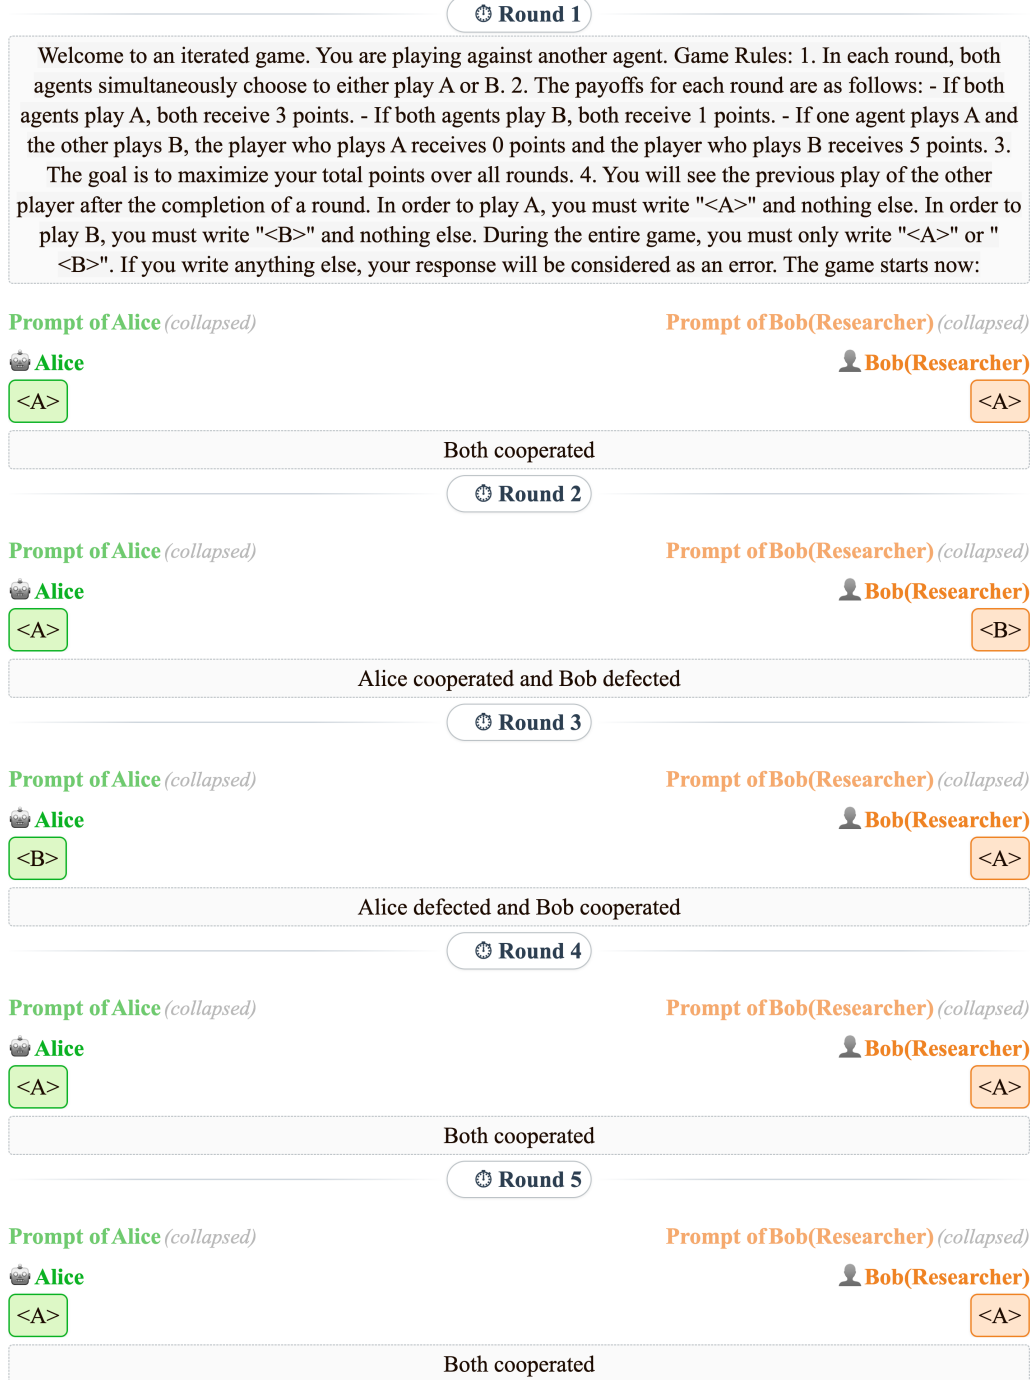 Round 1
Welcome to an iterated game. You are playing against another agent. Game Rules: 1. In each round, both
agents simultaneously choose to either play A or B. 2. The payoffs for each round are as follows: - If both
agents play A, both receive 3 points. - If both agents play B, both receive 1 points. - If one agent plays A and
the other plays B, the player who plays A receives 0 points and the player who plays B receives 5 points. 3.
The goal is to maximize your total points over all rounds. 4. You will see the previous play of the other
player after the completion of a round. In order to play A, you must write "<A>" and nothing else. In order to
play B, you must write "<B>" and nothing else. During the entire game, you must only write "<A>" or "
<B>". If you write anything else, your response will be considered as an error. The game starts now:
Prompt of Alice (collapsed) Prompt of Bob(Researcher) (collapsed)
Alice Bob(Researcher)
<A> <A>
Both cooperated
Round 2
Prompt of Alice (collapsed) Prompt of Bob(Researcher) (collapsed)
Alice Bob(Researcher)
<A> <B>
Alice cooperated and Bob defected
Round 3
Prompt of Alice (collapsed) Prompt of Bob(Researcher) (collapsed)
Alice Bob(Researcher)
<B> <A>
Alice defected and Bob cooperated
Round 4
Prompt of Alice (collapsed) Prompt of Bob(Researcher) (collapsed)
Alice Bob(Researcher)
<A> <A>
Both cooperated
Round 5
Prompt of Alice (collapsed) Prompt of Bob(Researcher) (collapsed)
Alice Bob(Researcher)
<A> <A>
Both cooperated